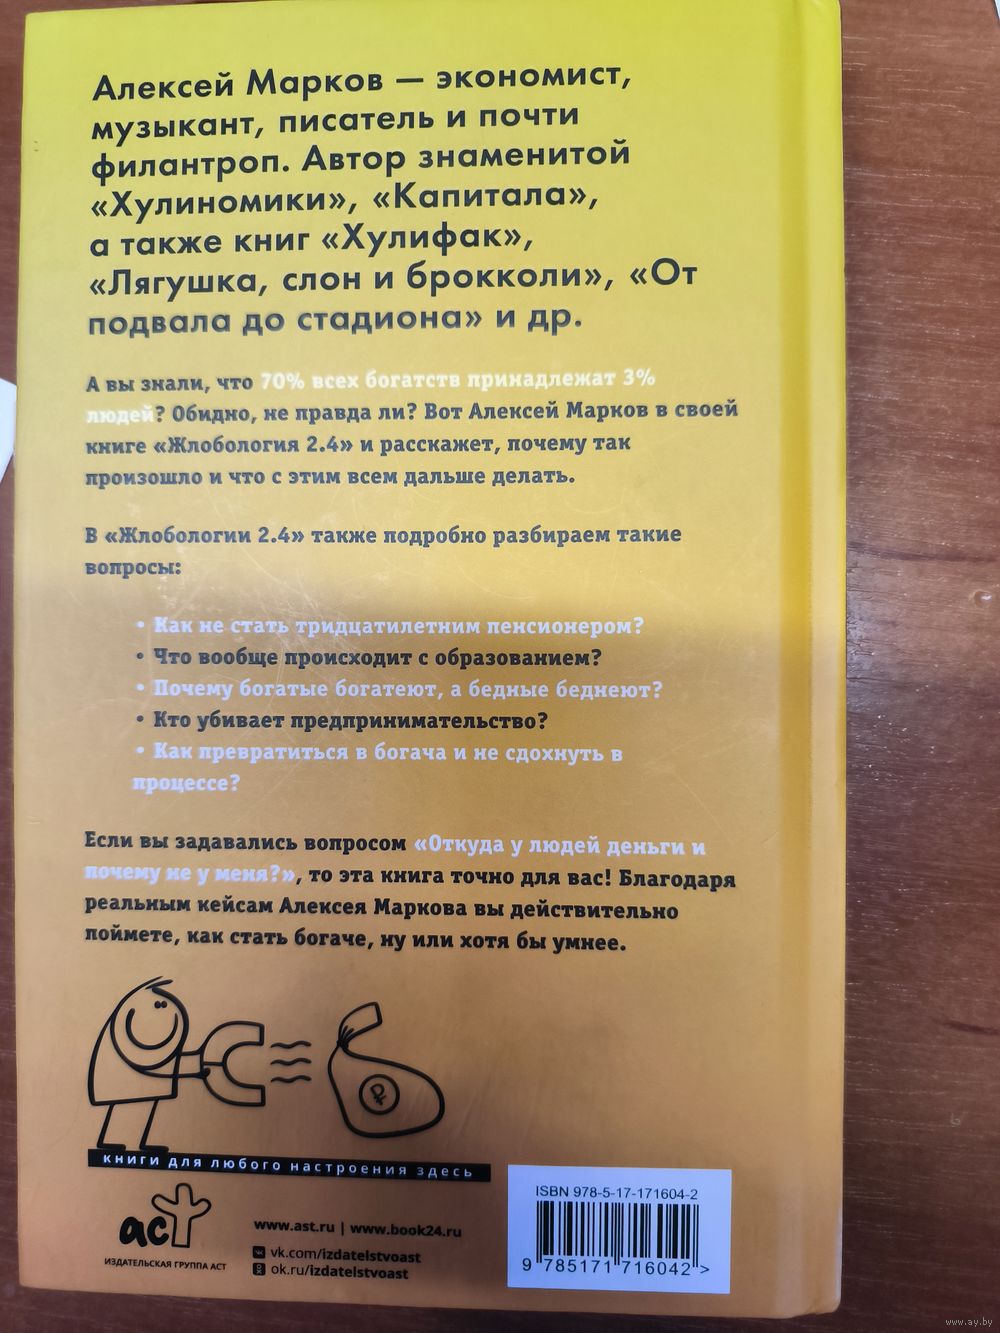 Алексей Марков — экономист,
музыкант, писатель и почти
филантроп. Автор знаменитой
«Хулиномики», «Капитала»,
а также книг «Хулифак»,
«Лягушка, слон и брокколи», «От
подвала до стадиона» и др.
А вы знали, что 70% всех богатств принадлежат 3%
людей? Обидно, не правда ли? Вот Алексей Марков в своей
книге «Жлобология 2.4» и расскажет, почему так
произошло и что с этим всем дальше делать.
В «Жлобологии 2.4» также подробно разбираем такие
вопросы:
• Как не стать тридцатилетним пенсионером?
• Что вообще происходит с образованием?
• Почему богатые богатеют, а бедные беднеют?
• Кто убивает предпринимательство?
• Как превратиться в богача и не сдохнуть в
процессе?
Если вы задавались вопросом «Откуда у людей деньги и
почему не у меня?», то эта книга точно для вас! Благодаря
реальным кейсам Алексея Маркова вы действительно
поймете, как стать богаче, ну или хотя бы умнее.
₽
книги для любого настроения здесь
аст
ИЗДАТЕЛЬСКАЯ ГРУППА АСТ
www.ast.ru | www.book24.ru
vk.com/izdatelstvoast
ok.ru/izdatelstvoast
ISBN 978-5-17-171604-2
9 785171 716042 >
www.ay.by